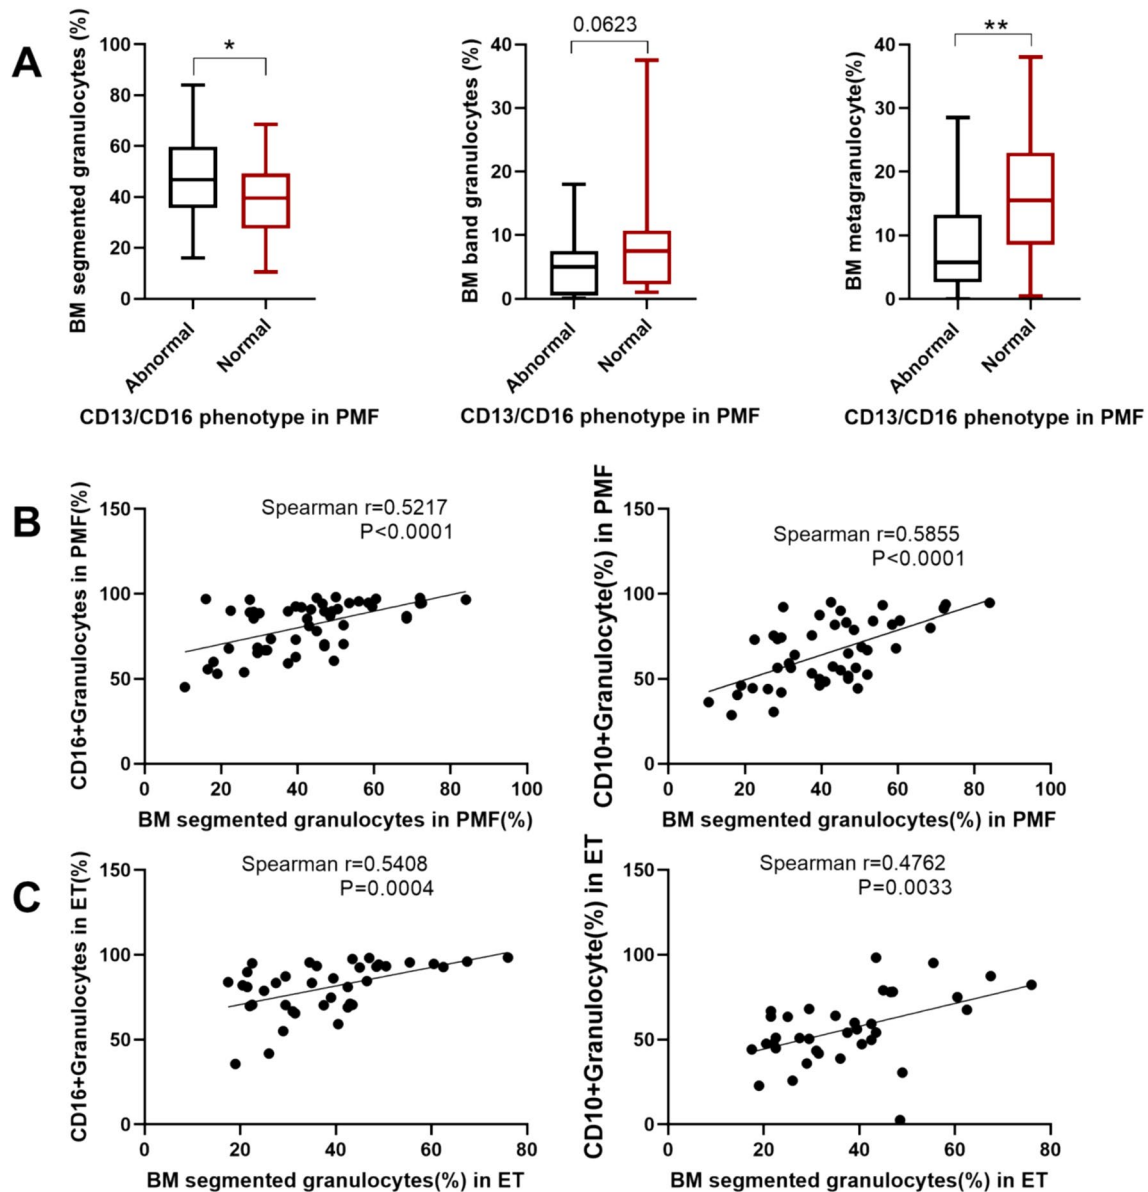 A
BM segmented granulocytes (%)
100
80
60
40
20
0
*
Abnormal
Normal
CD13/CD16 phenotype in PMF
BM band granulocytes (%)
40
30
20
10
0
0.0623
Abnormal
Normal
CD13/CD16 phenotype in PMF
BM metagranulocyte(%)
40
30
20
10
0
**
Abnormal
Normal
CD13/CD16 phenotype in PMF
B
CD16+Granulocytes in PMF(%)
150
100
50
0
Spearman r=0.5217
P<0.0001
0 20 40 60 80 100
BM segmented granulocytes in PMF(%)
CD10+Granulocyte(%) in PMF
150
100
50
0
Spearman r=0.5855
P<0.0001
0 20 40 60 80 100
BM segmented granulocytes(%) in PMF
C
CD16+Granulocytes in ET(%)
150
100
50
0
Spearman r=0.5408
P=0.0004
0 20 40 60 80
BM segmented granulocytes(%) in ET
CD10+Granulocyte(%) in ET
150
100
50
0
Spearman r=0.4762
P=0.0033
0 20 40 60 80
BM segmented granulocytes(%) in ET